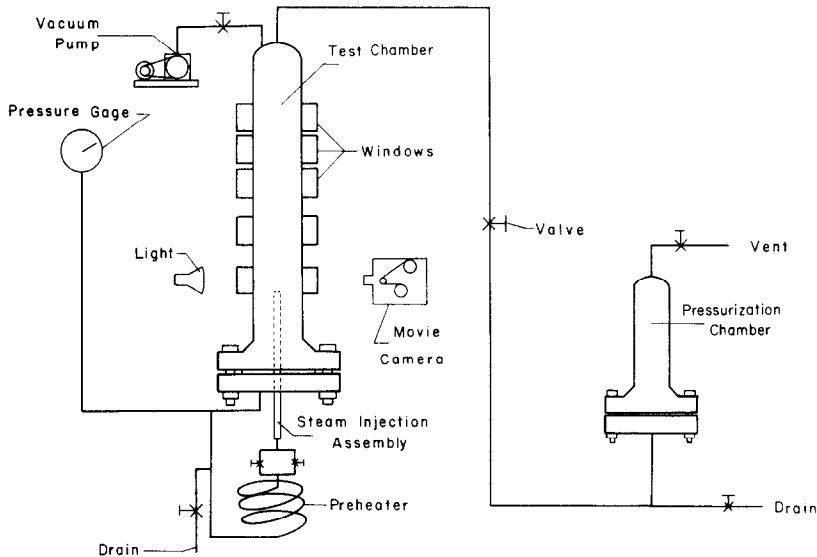 Vacuum
Pump
Test Chamber
Pressure Gage
Windows
Light
Valve
Vent
Pressurization
Chamber
Movie
Camera
Steam Injection
Assembly
Preheater
Drain
Drain